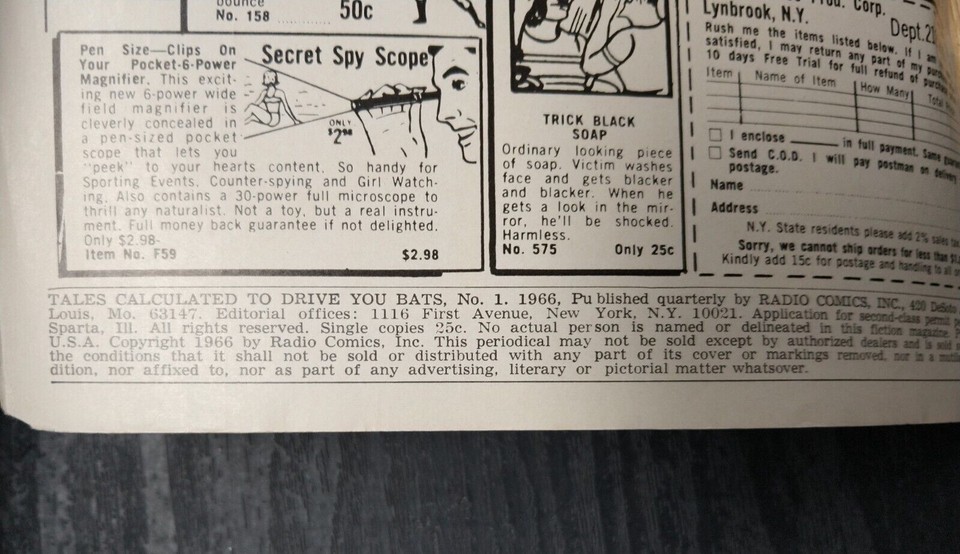 bounce
No. 158 ............ 50c
Pen Size—Clips On
Your Pocket-6-Power
Magnifier. This excit-
ing new 6-power wide
field magnifier is
cleverly concealed in
a pen-sized pocket
scope that lets you
"peek" to your hearts content. So handy for
Sporting Events. Counter-spying and Girl Watch-
ing. Also contains a 30-power full microscope to
thrill any naturalist. Not a toy, but a real instru-
ment. Full money back guarantee if not delighted.
Only $2.98-
Item No. F59 $2.98
Secret Spy Scope
ONLY
$2.98
TRICK BLACK
SOAP
Ordinary looking piece
of soap. Victim washes
face and gets blacker
and blacker. When he
gets a look in the mir-
ror, he'll be shocked.
Harmless.
No. 575 Only 25c
Corp.
Lynbrook, N.Y. Dept.
Rush me the items listed below. If I am
satisfied, I may return any part of my
10 days Free Trial for full refund of
Item Name of Item How Many Total
I enclose ______ in full payment. Same
Send C.O.D. I will pay postman on
postage.
Name
Address
N.Y. State residents please add 2% sales
Sorry, we cannot ship orders for less than
Kindly add 15c for postage and handling to all
TALES CALCULATED TO DRIVE YOU BATS, No. 1. 1966, Pu blished quarterly by RADIO COMICS, INC., 420
Louis, Mo. 63147. Editorial offices: 1116 First Avenue, New York, N.Y. 10021. Application for second-class permit
Sparta, Ill. All rights reserved. Single copies 25c. No actual person is named or delineated in this fiction magazine.
U.S.A. Copyright 1966 by Radio Comics, Inc. This periodical may not be sold except by authorized dealers and is
the conditions that it shall not be sold or distributed with any part of its cover or markings removed, nor in a
dition, nor affixed to, nor as part of any advertising, literary or pictorial matter whatsoever.